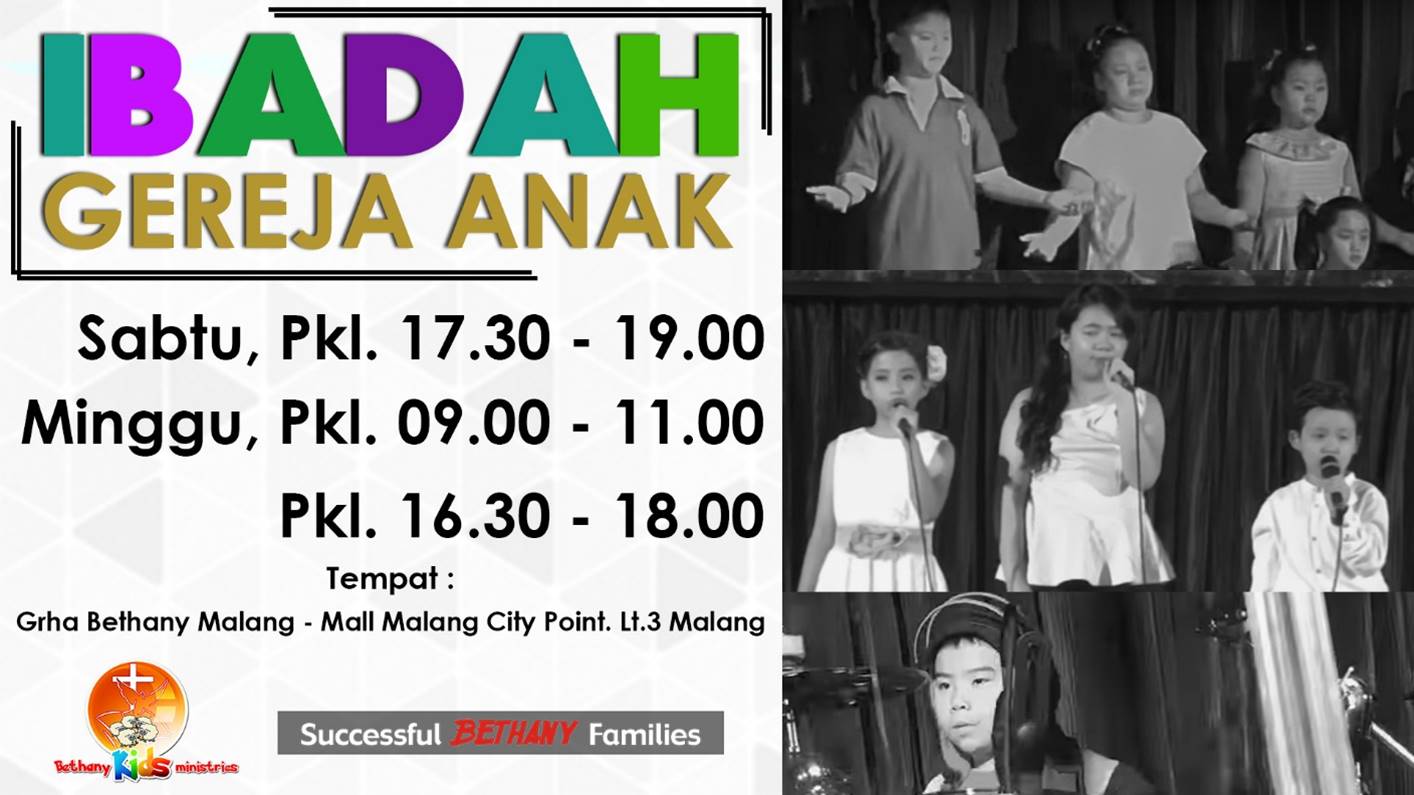 IBADAH
GEREJA ANAK
Sabtu, Pkl. 17.30 - 19.00
Minggu, Pkl. 09.00 - 11.00
Pkl. 16.30 - 18.00
Tempat :
Grha Bethany Malang - Mall Malang City Point. Lt.3 Malang
Bethany Kids ministries
Successful BETHANY Families